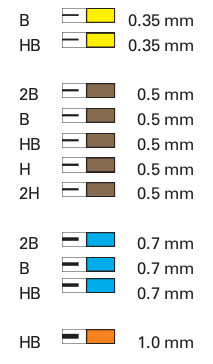 B 0.35 mm
HB 0.35 mm
2B 0.5 mm
B 0.5 mm
HB 0.5 mm
H 0.5 mm
2H 0.5 mm
2B 0.7 mm
B 0.7 mm
HB 0.7 mm
HB 1.0 mm